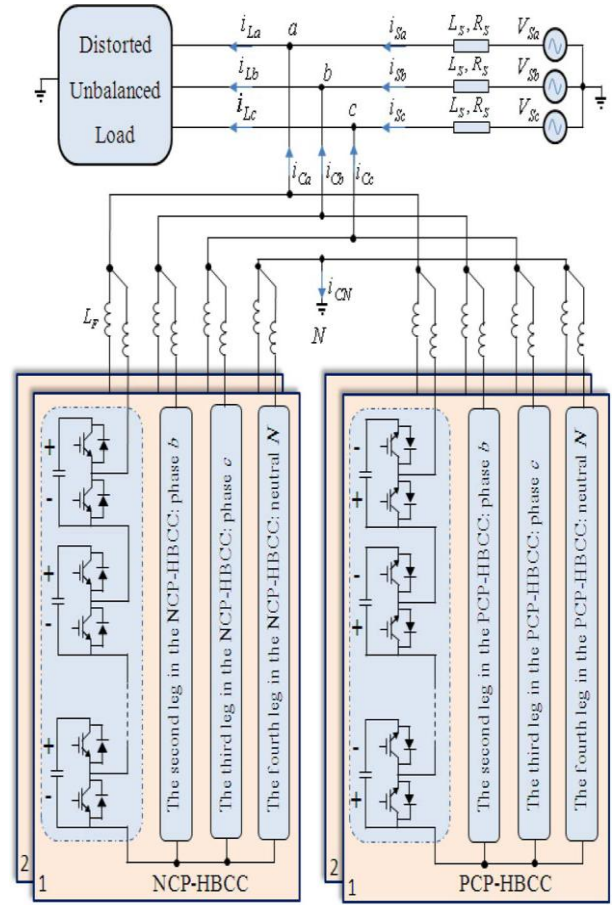 Distorted
Unbalanced
Load
i_La a i_Sa L_s, R_s V_Sa
i_Lb b i_Sb L_s, R_s V_Sb
i_Lc c i_Sc L_s, R_s V_Sc
i_Ca i_Cb i_Cc
i_CN
L_F N
+ -
- +
+ -
- +
+ -
- +
The second leg in the NCP-HBCC: phase b
The third leg in the NCP-HBCC: phase c
The fourth leg in the NCP-HBCC: neutral N
The second leg in the PCP-HBCC: phase b
The third leg in the PCP-HBCC: phase c
The fourth leg in the PCP-HBCC: neutral N
2 2
1 NCP-HBCC 1 PCP-HBCC